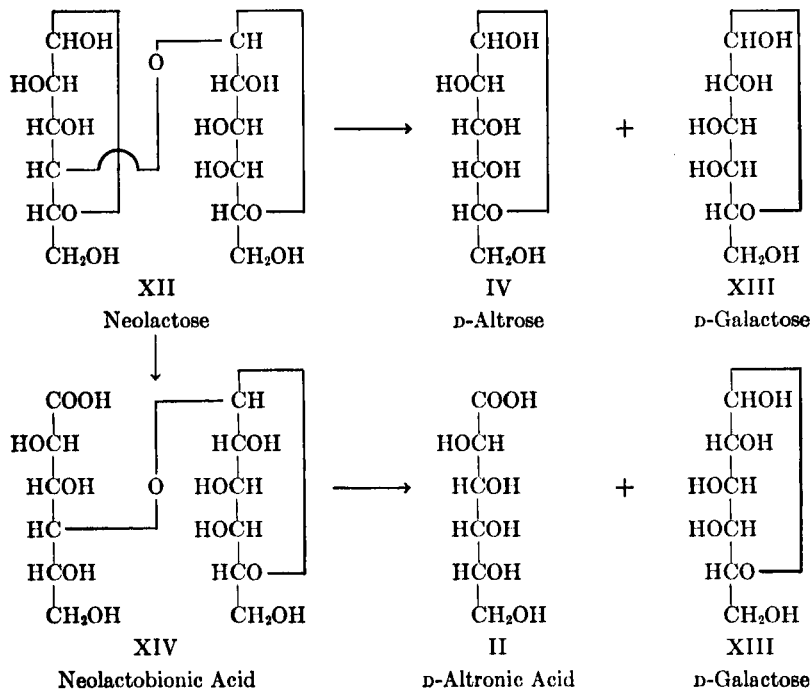 CHOH O CH CHOH CHOH
HOCH HCOH HOCH HCOH
HCOH HOCH → HCOH + HOCH
HC HOCH HCOH HOCH
HCO HCO HCO HCO
CH₂OH CH₂OH CH₂OH CH₂OH
XII IV XIII
Neolactose D-Altrose D-Galactose
↓
COOH CH COOH CHOH
HOCH HCOH HOCH HCOH
HCOH O HOCH → HCOH + HOCH
HC HOCH HCOH HOCH
HCOH HCO HCOH HCO
CH₂OH CH₂OH CH₂OH CH₂OH
XIV II XIII
Neolactobionic Acid D-Altronic Acid D-Galactose